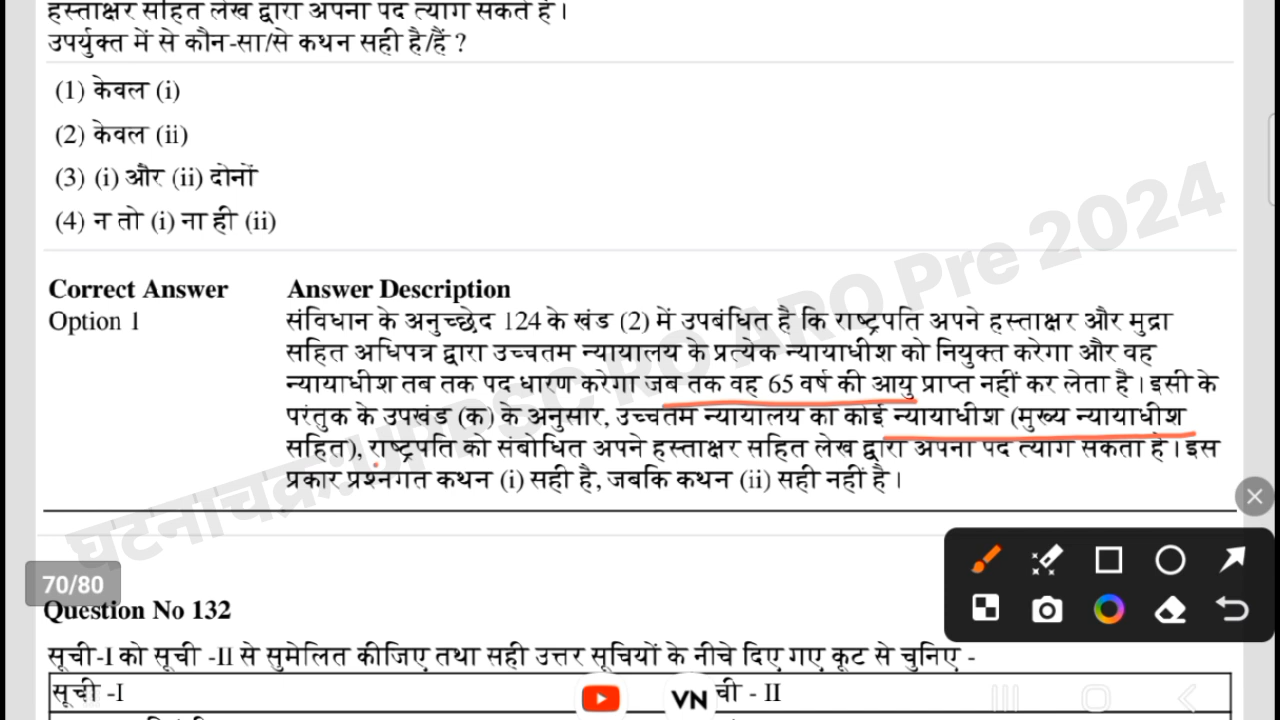 हस्ताक्षर सहित लेख द्वारा अपना पद त्याग सकते हैं।
उपर्युक्त में से कौन-सा/से कथन सही है/हैं ?
(1) केवल (i)
(2) केवल (ii)
(3) (i) और (ii) दोनों
(4) न तो (i) ना ही (ii)
Correct Answer
Option 1
Answer Description
संविधान के अनुच्छेद 124 के खंड (2) में उपबंधित है कि राष्ट्रपति अपने हस्ताक्षर और मुद्रा
सहित अधिपत्र द्वारा उच्चतम न्यायालय के प्रत्येक न्यायाधीश को नियुक्त करेगा और वह
न्यायाधीश तब तक पद धारण करेगा जब तक वह 65 वर्ष की आयु प्राप्त नहीं कर लेता है। इसी के
परंतुक के उपखंड (क) के अनुसार, उच्चतम न्यायालय का कोई न्यायाधीश (मुख्य न्यायाधीश
सहित), राष्ट्रपति को संबोधित अपने हस्ताक्षर सहित लेख द्वारा अपना पद त्याग सकता है। इस
प्रकार प्रश्नगत कथन (i) सही है, जबकि कथन (ii) सही नहीं है।
घटनाचक्र:UPPSC RO ARO Pre 2024
70/80
Question No 132
सूची-I को सूची -II से सुमेलित कीजिए तथा सही उत्तर सूचियों के नीचे दिए गए कूट से चुनिए -
सूची -I
VN
ची - II